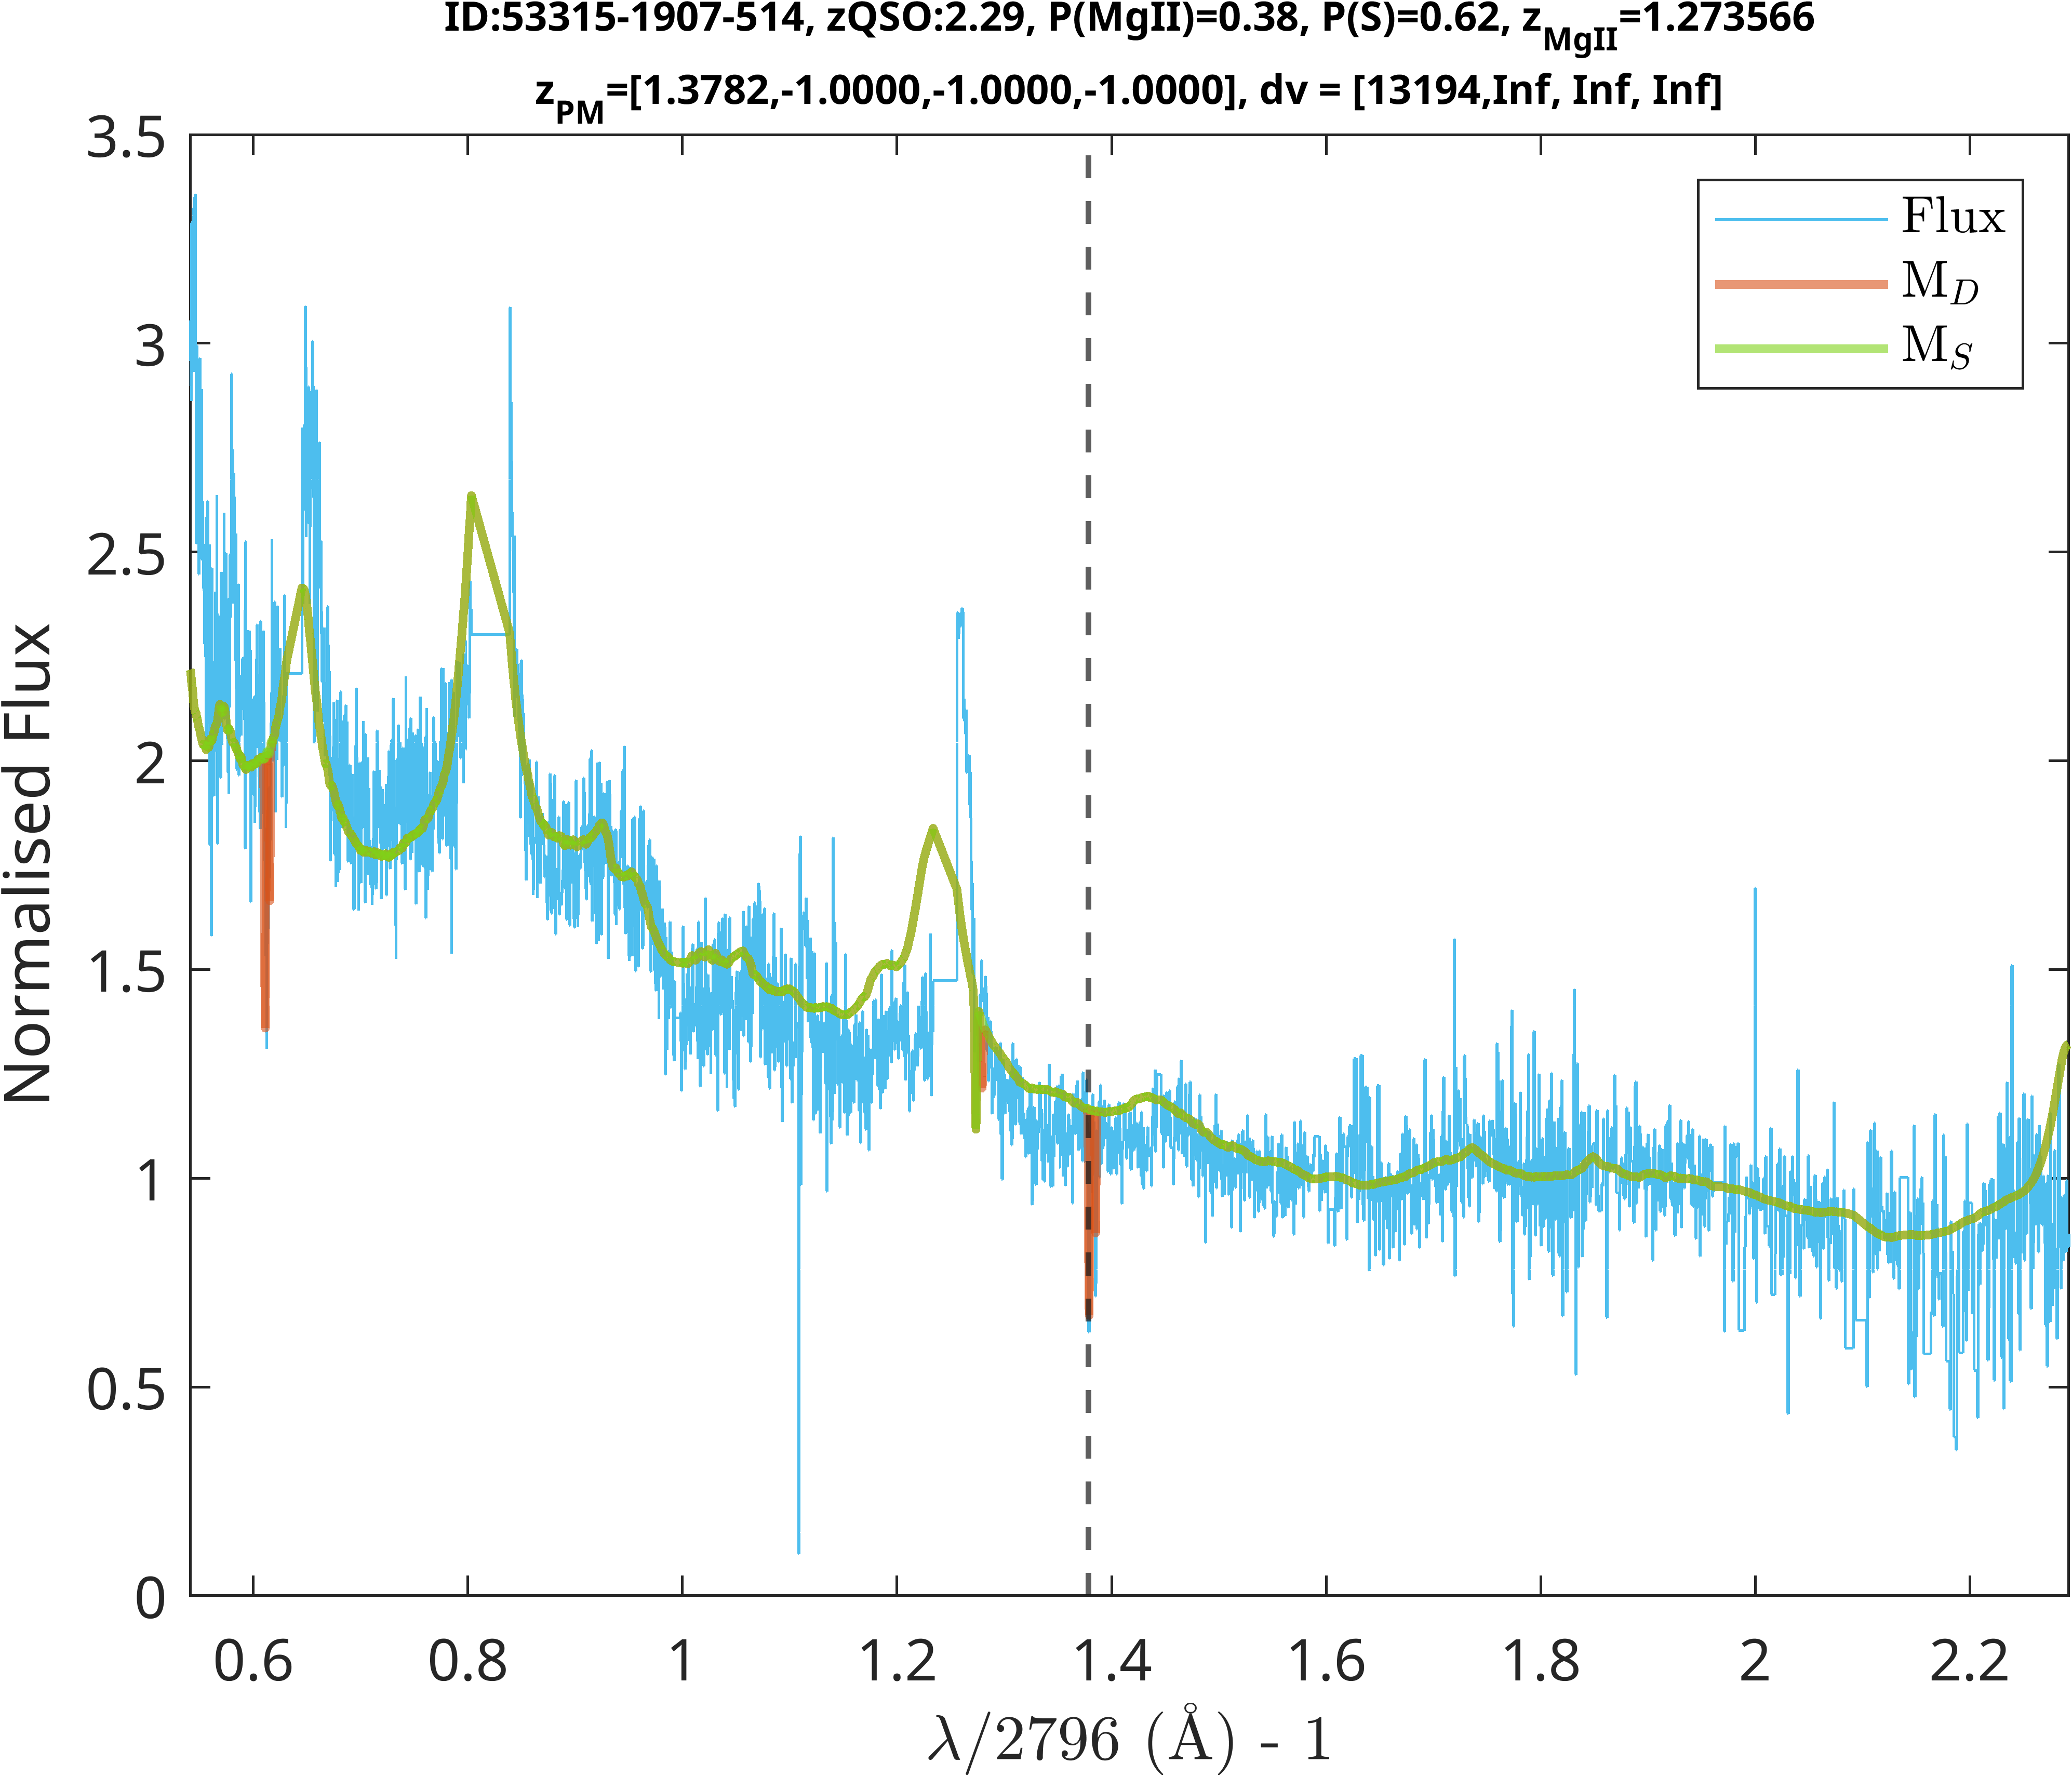 ID:53315-1907-514, zQSO:2.29, P(MgII)=0.38, P(S)=0.62, zMgII=1.273566
zPM=[1.3782,-1.0000,-1.0000,-1.0000], dv = [13194,Inf, Inf, Inf]
3.5
3
2.5
2
1.5
1
0.5
0
Normalised Flux
Flux
MD
MS
0.6 0.8 1 1.2 1.4 1.6 1.8 2 2.2
λ/2796 (Å) - 1